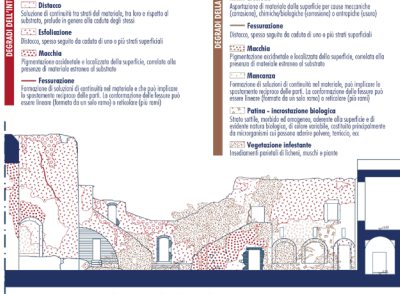 DEGRADI DELL'INT
Distacco
Soluzione di continuità tra strati del materiale, tra loro e rispetto al
substrato, prelude in genere alla caduta degli stessi
Esfoliazione
Distacco, spesso seguito da caduta di uno o più strati superficiali
Macchia
Pigmentazione accidentale e localizzata della superficie, correlata alla
presenza di materiale estraneo al substrato
Fessurazione
Formazione di soluzioni di continuità nel materiale e che può implicare
lo spostamento reciproco delle parti. La conformazione delle fessure può
essere lineare (formata da un solo ramo) e reticolare (più rami)
DEGRADI DELLA
Asportazione di materiale dalla superficie per cause meccaniche
(corrasione), chimiche/biologiche (corrosione) o antropiche (usura)
Fessurazione
Distacco, spesso seguito da caduta di uno o più strati superficiali
Macchia
Pigmentazione accidentale e localizzata della superficie, correlata alla
presenza di materiale estraneo al substrato
Mancanza
Formazione di soluzioni di continuità nel materiale, può implicare lo
spostamento reciproco delle parti. La conformazione delle fessure può
essere lineare (formata da un solo ramo) o reticolare (più rami)
Patina - incrostazione biologica
Strato sottile, morbido ed omogeneo, aderente alla superficie e di
evidente natura biologica, di colore variabile, costituito principalmente
da microrganismi cui possono aderire polvere, terriccio, ecc
Vegetazione infestante
Insediamenti parietali di licheni, muschi e piante